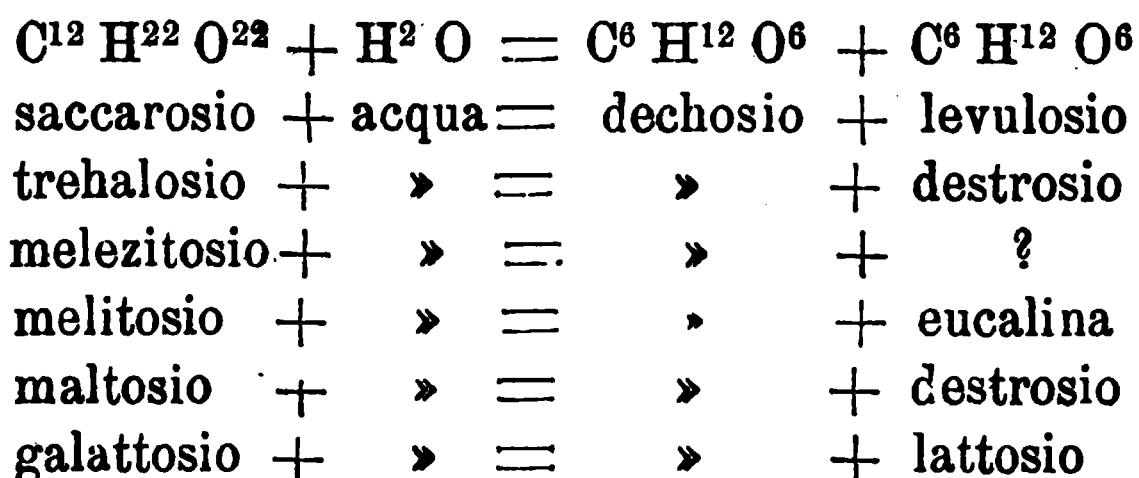 C¹² H²² O²² + H² O = C⁶ H¹² O⁶ + C⁶ H¹² O⁶
saccarosio + acqua = dechosio + levulosio
trehalosio + » = » + destrosio
melezitosio + » = » + ?
melitosio + » = » + eucalina
maltosio + » = » + destrosio
galattosio + » = » + lattosio